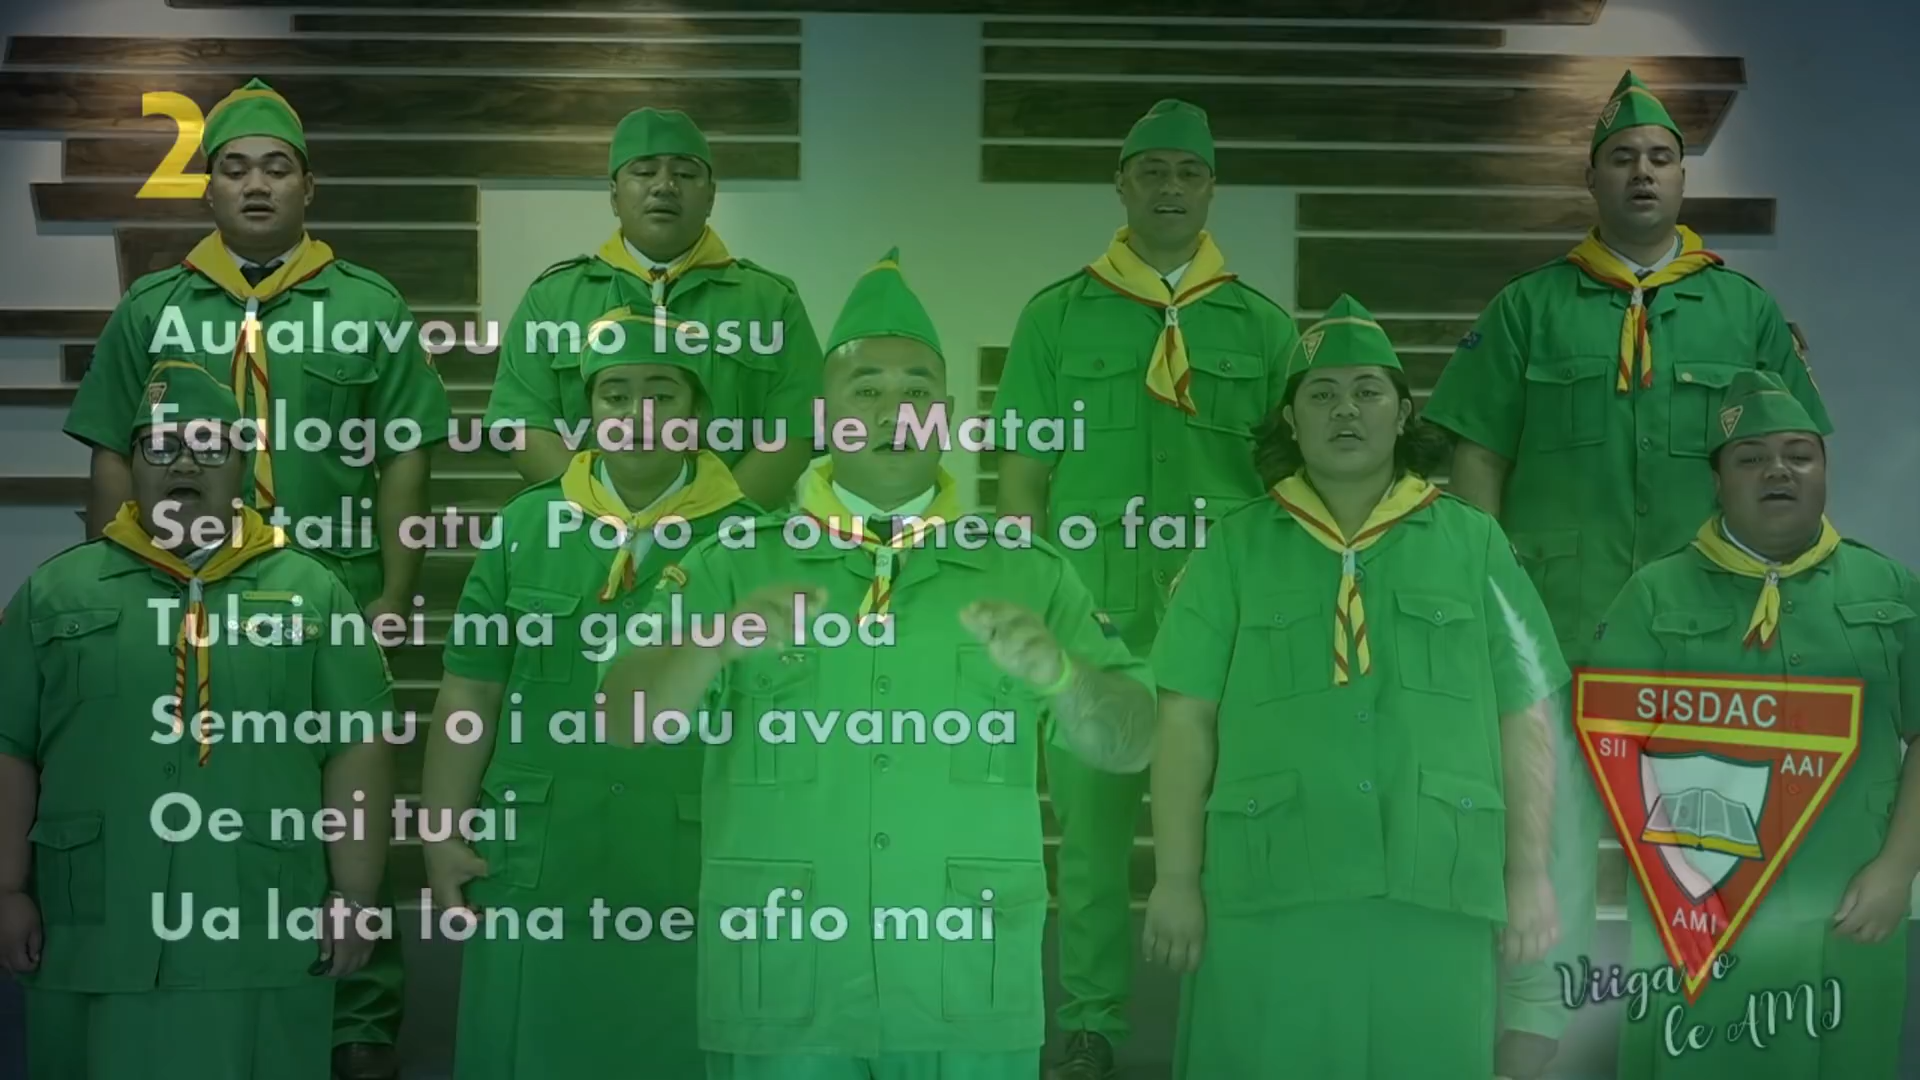 2
Autalavou mo Iesu
Faalogo ua valaau le Matai
Sei tali atu, Po o a ou mea o fai
Tulai nei ma galue loa
Semanu o i ai lou avanoa
Oe nei tuai
Ua lata lona toe afio mai
SISDAC
SII
AAI
AMI
Viiga o
le AMI